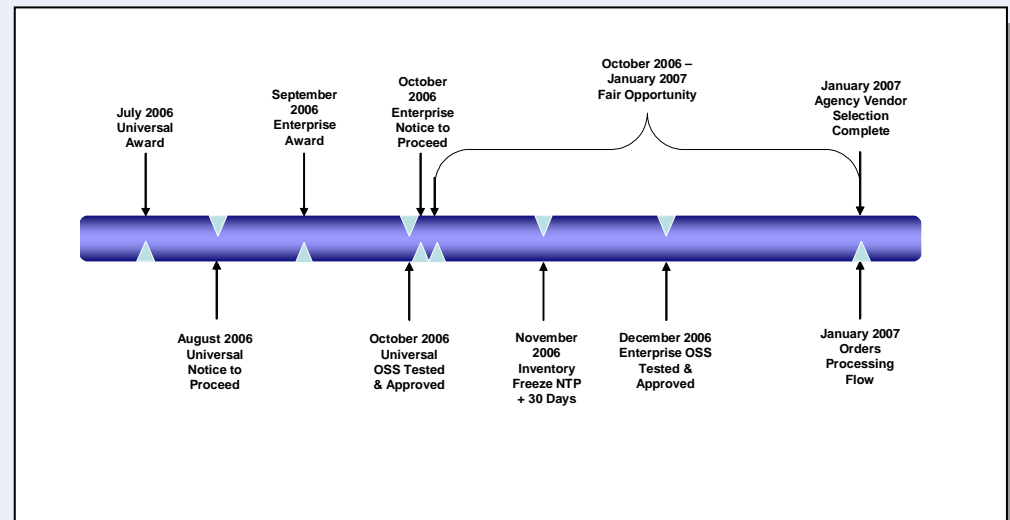 July 2006
Universal
Award
September
2006
Enterprise
Award
October
2006
Enterprise
Notice to
Proceed
October 2006 –
January 2007
Fair Opportunity
January 2007
Agency Vendor
Selection
Complete
August 2006
Universal
Notice to
Proceed
October 2006
Universal
OSS Tested
& Approved
November
2006
Inventory
Freeze NTP
+ 30 Days
December 2006
Enterprise OSS
Tested &
Approved
January 2007
Orders
Processing
Flow